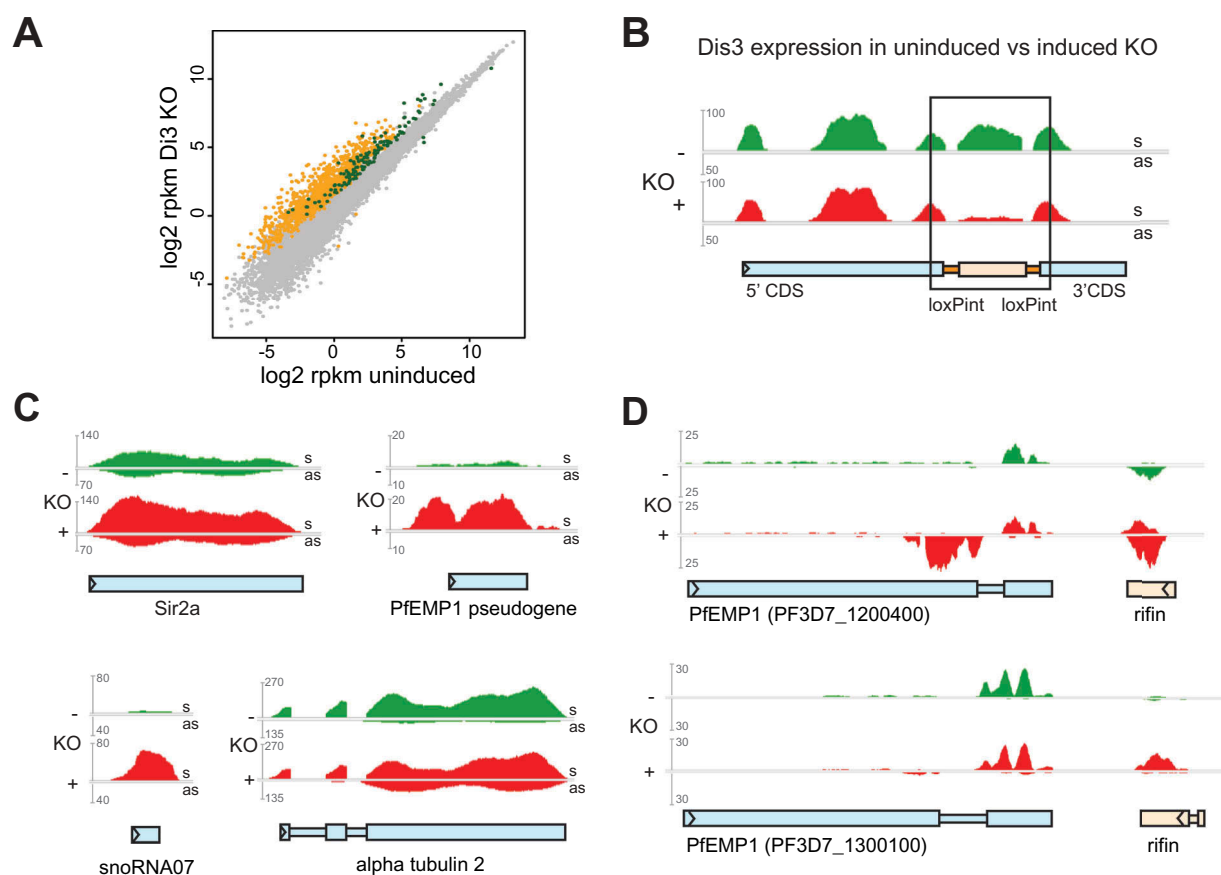 A
log2 rpkm Di3 KO
10
5
0
-5
-5 0 5 10
log2 rpkm uninduced
B
Dis3 expression in uninduced vs induced KO
100
s
-
as
50
KO
100
+
s
as
50
5' CDS
3'CDS
loxPint loxPint
C
140
s
-
as
70
KO
140
+
s
as
70
Sir2a
20
s
-
as
10
KO
20
+
s
as
10
PfEMP1 pseudogene
80
s
-
as
40
KO
80
+
s
as
40
snoRNA07
270
s
-
as
135
KO
270
+
s
as
135
alpha tubulin 2
D
25
-
25
KO
25
+
25
PfEMP1 (PF3D7_1200400)
rifin
30
-
30
KO
30
+
30
PfEMP1 (PF3D7_1300100)
rifin